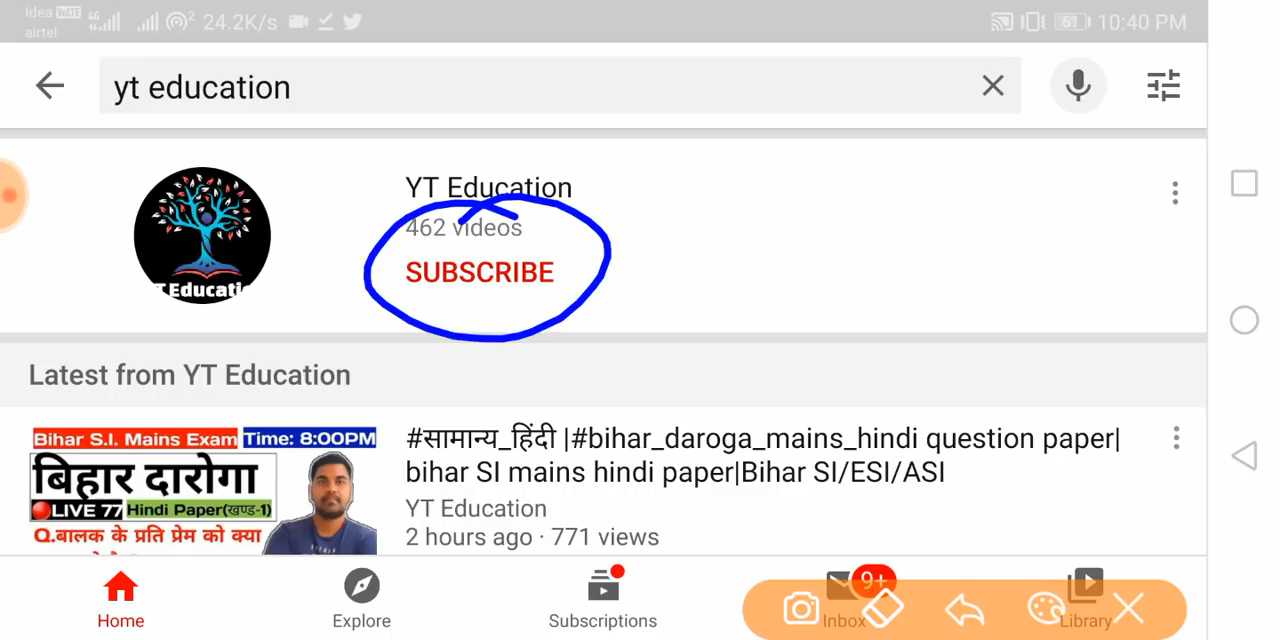 Idea VoLTE 4G 24.2K/s 61 10:40 PM
airtel
yt education
YT Education
462 videos
SUBSCRIBE
T Educati
Latest from YT Education
Bihar S.I. Mains Exam Time: 8:00PM
बिहार दारोगा
LIVE 77 Hindi Paper(खण्ड-1)
Q.बालक के प्रति प्रेम को क्या
#सामान्य_हिंदी |#bihar_daroga_mains_hindi question paper|
bihar SI mains hindi paper|Bihar SI/ESI/ASI
YT Education
2 hours ago · 771 views
9+
Home Explore Subscriptions Inbox Library